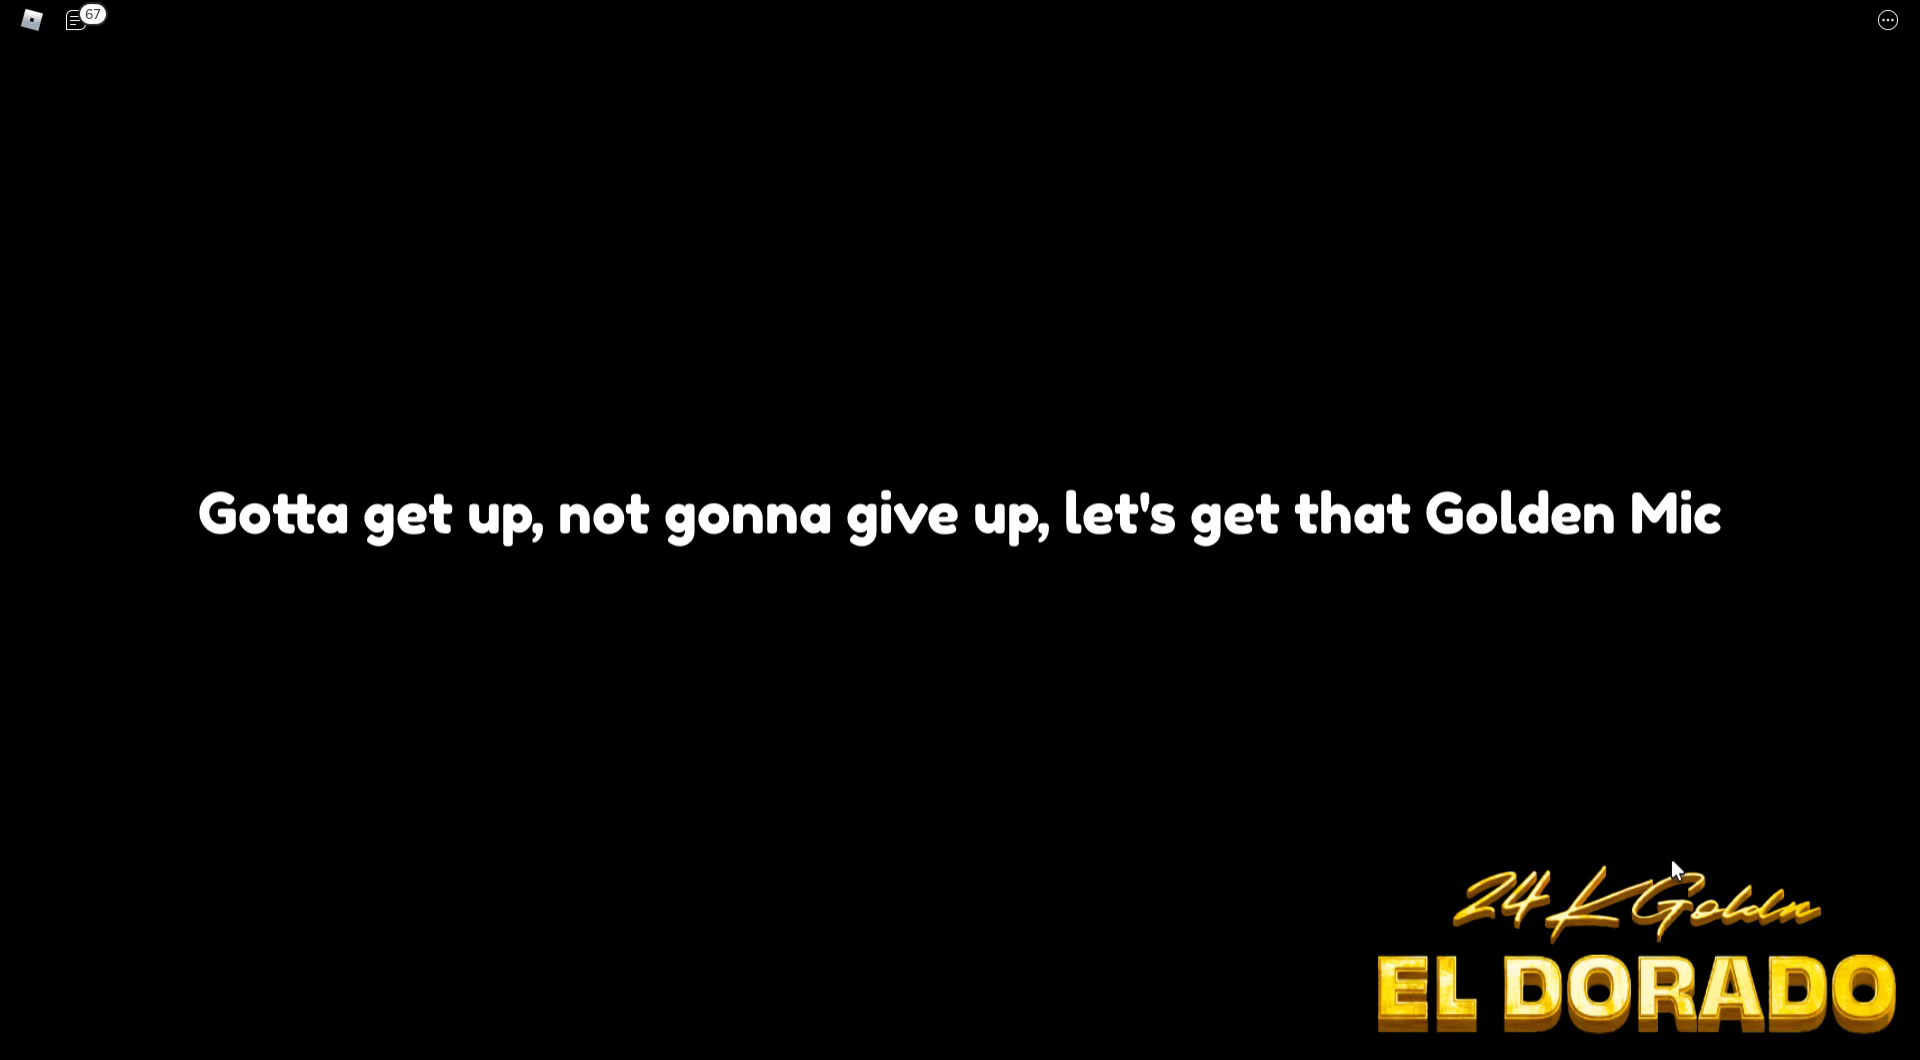 67
Gotta get up, not gonna give up, let's get that Golden Mic
24KGoldn
EL DORADO